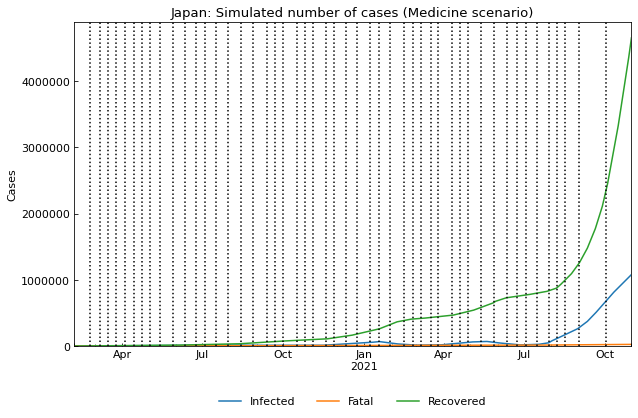 Japan: Simulated number of cases (Medicine scenario)
4000000
3000000
2000000
1000000
0
Cases
Apr Jul Oct Jan Apr Jul Oct
2021
Infected Fatal Recovered